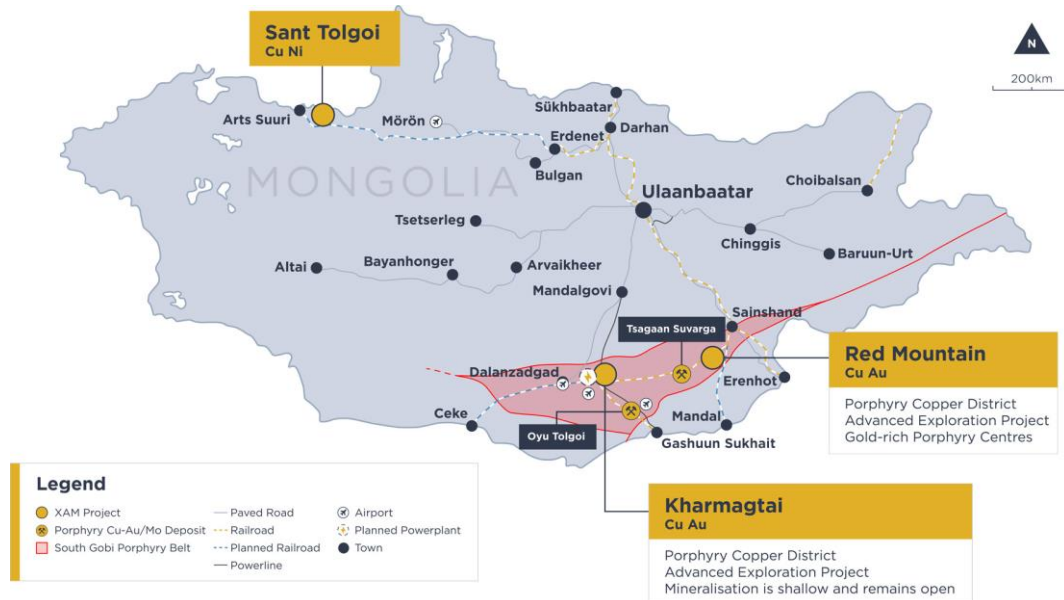 Sant Tolgoi
Cu Ni
N
200km
Sükhbaatar
Arts Suuri
Mörön
Darhan
Erdenet
Bulgan
MONGOLIA
Ulaanbaatar
Choibalsan
Tsetserleg
Chinggis
Baruun-Urt
Altai
Bayanhonger
Arvaikheer
Mandalgovi
Sainshand
Tsagaan Suvarga
Red Mountain
Cu Au
Porphyry Copper District
Advanced Exploration Project
Gold-rich Porphyry Centres
Dalanzadgad
Erenhot
Ceke
Mandal
Oyu Tolgoi
Gashuun Sukhait
Kharmagtai
Cu Au
Porphyry Copper District
Advanced Exploration Project
Mineralisation is shallow and remains open
Legend
XAM Project
Porphyry Cu-Au/Mo Deposit
South Gobi Porphyry Belt
Paved Road
Railroad
Planned Railroad
Powerline
Airport
Planned Powerplant
Town